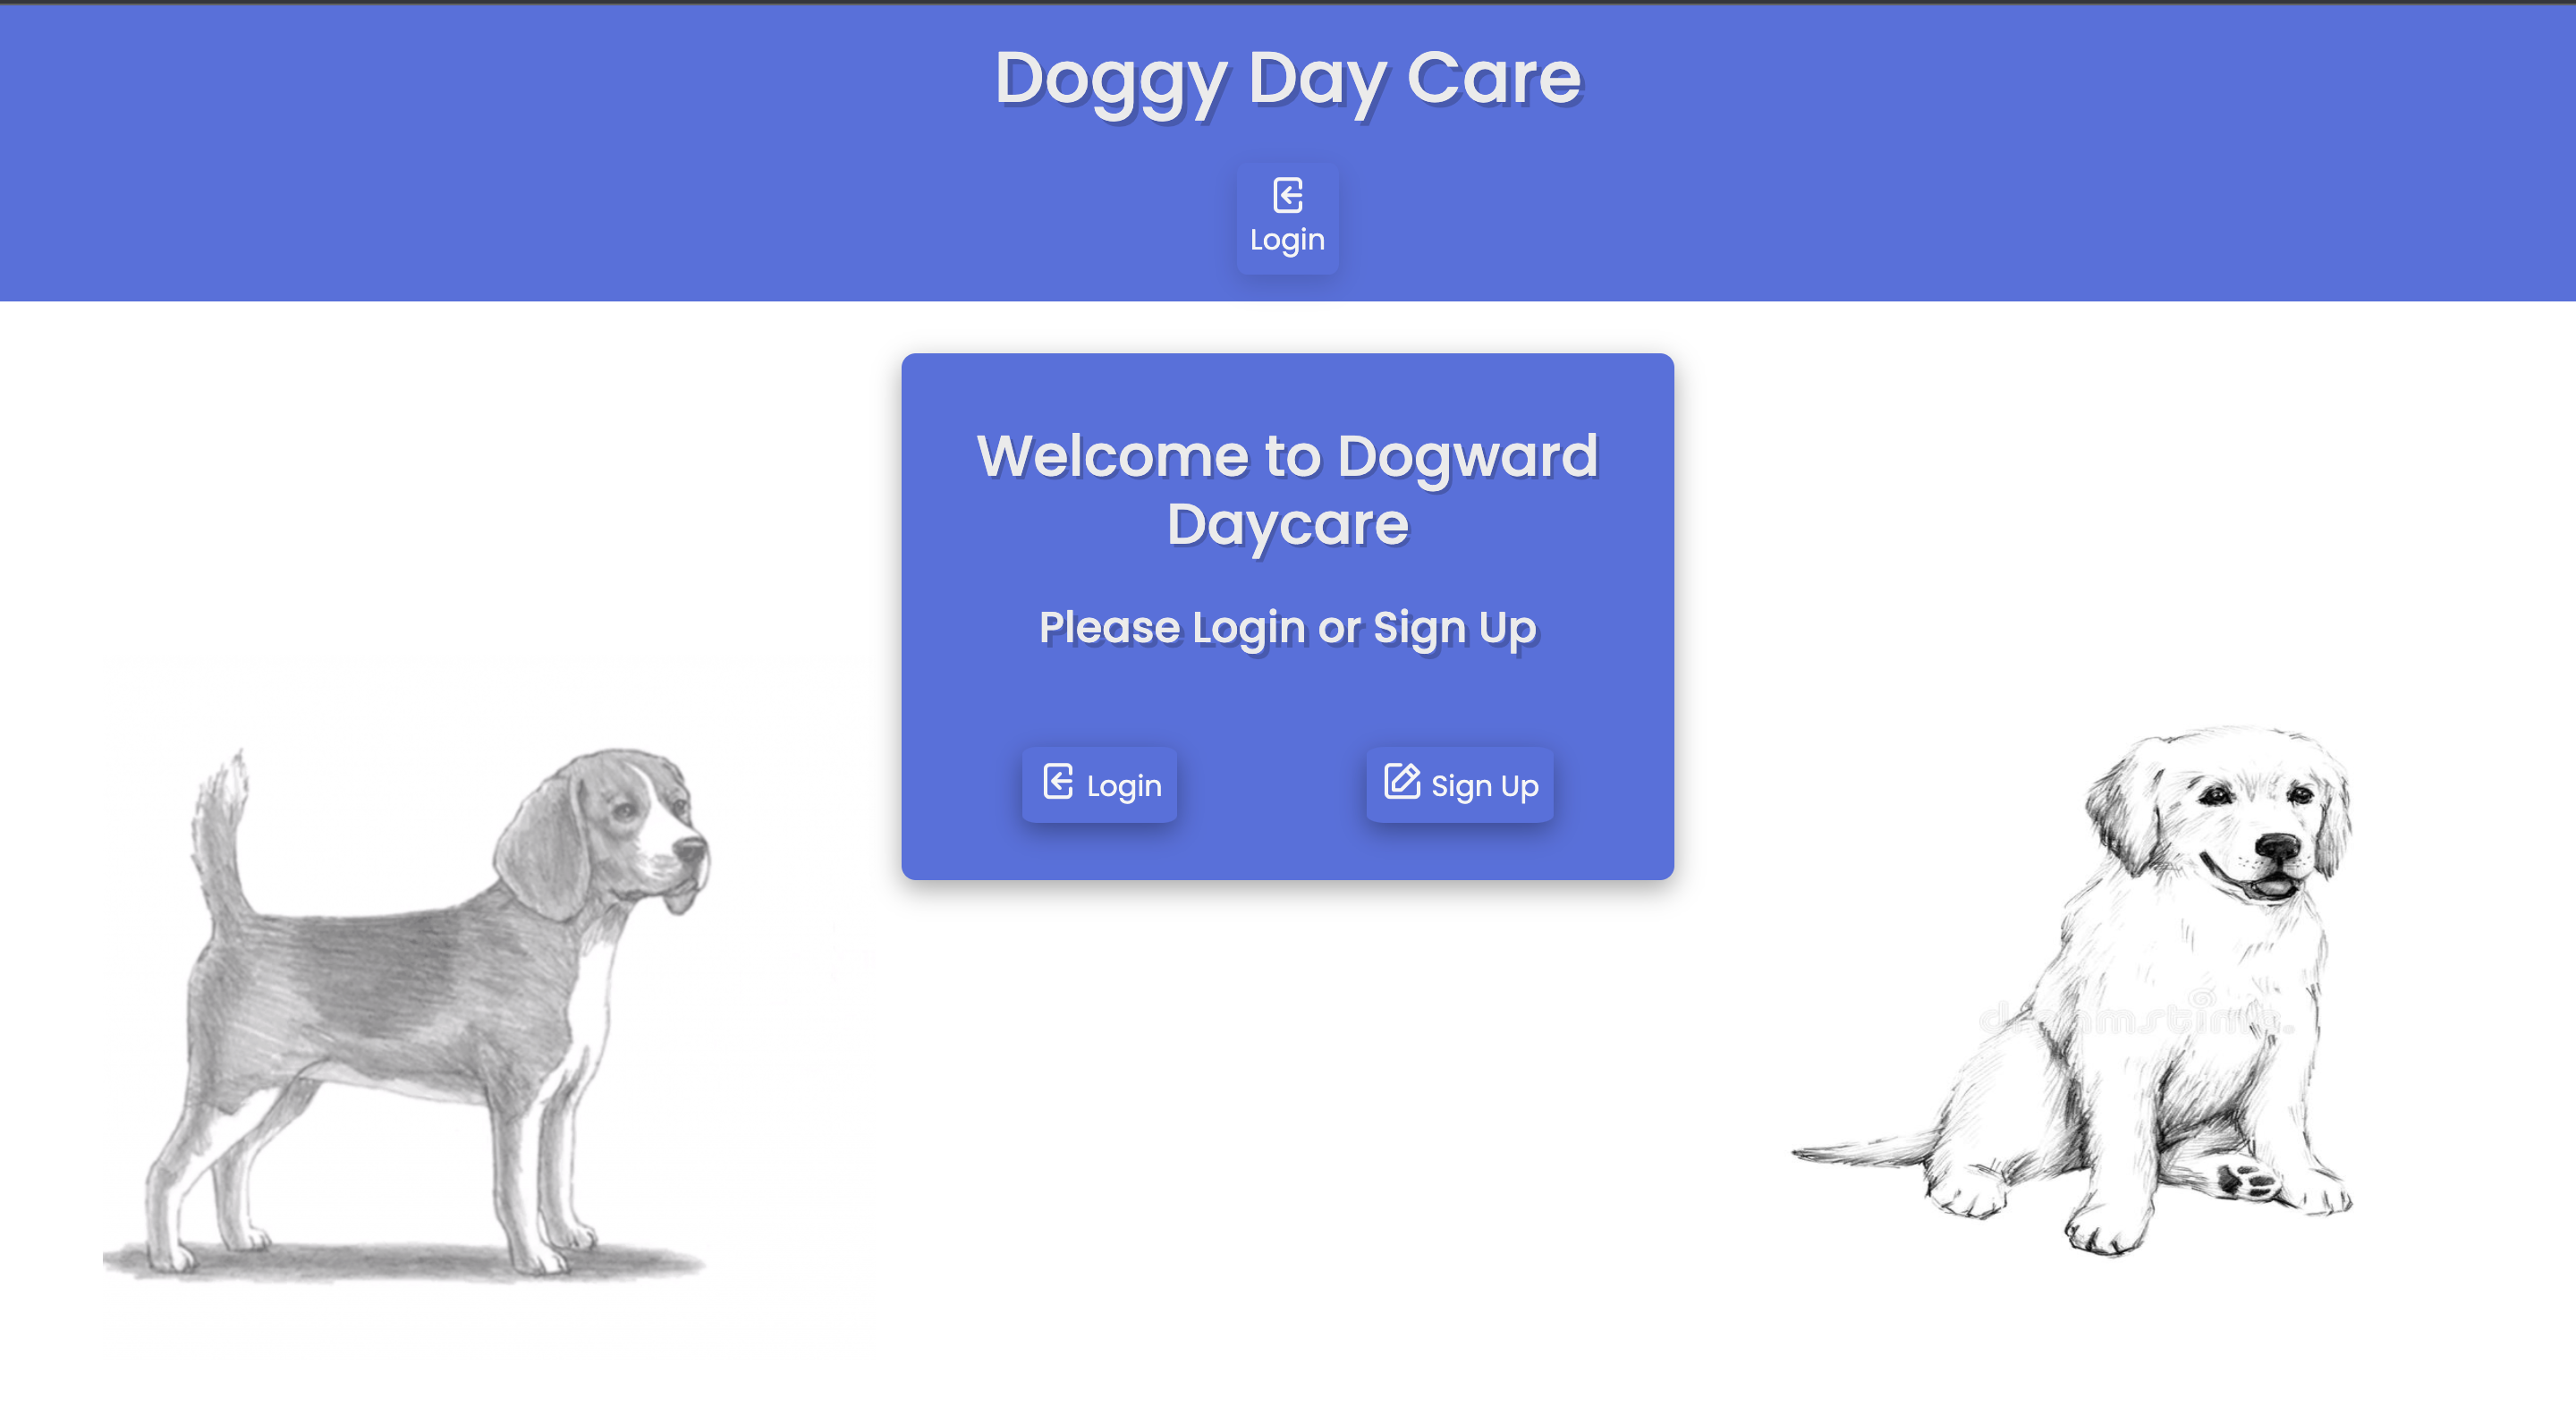 Doggy Day Care
Login
Welcome to Dogward
Daycare
Please Login or Sign Up
Login
Sign Up
dreamstime.